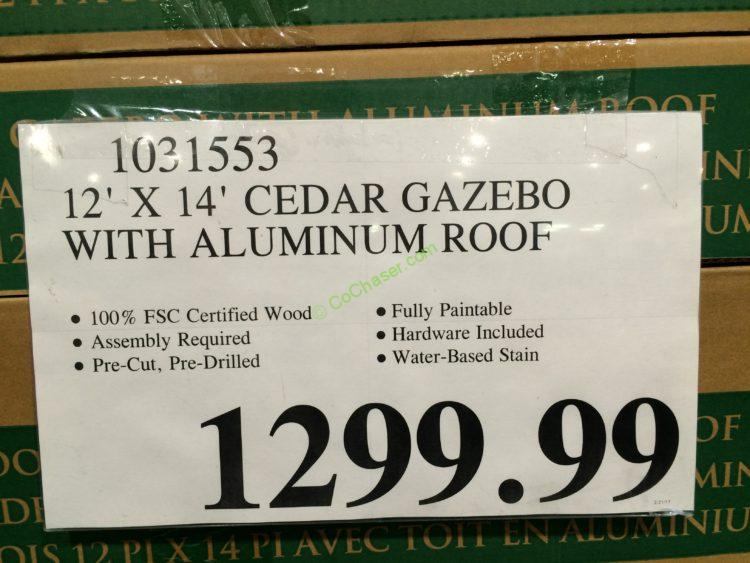 1031553
12' X 14' CEDAR GAZEBO
WITH ALUMINUM ROOF
© CoChaser.com
• 100% FSC Certified Wood
• Assembly Required
• Pre-Cut, Pre-Drilled
• Fully Paintable
• Hardware Included
• Water-Based Stain
1299.99
12 PI X 14 PI AVEC TOIT EN ALUMINIU